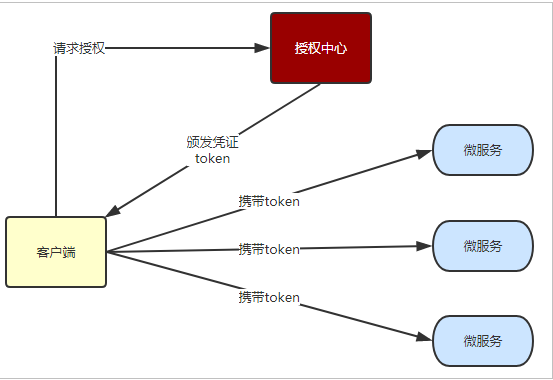 请求授权
授权中心
颁发凭证
token
携带token
微服务
客户端
携带token
微服务
携带token
微服务